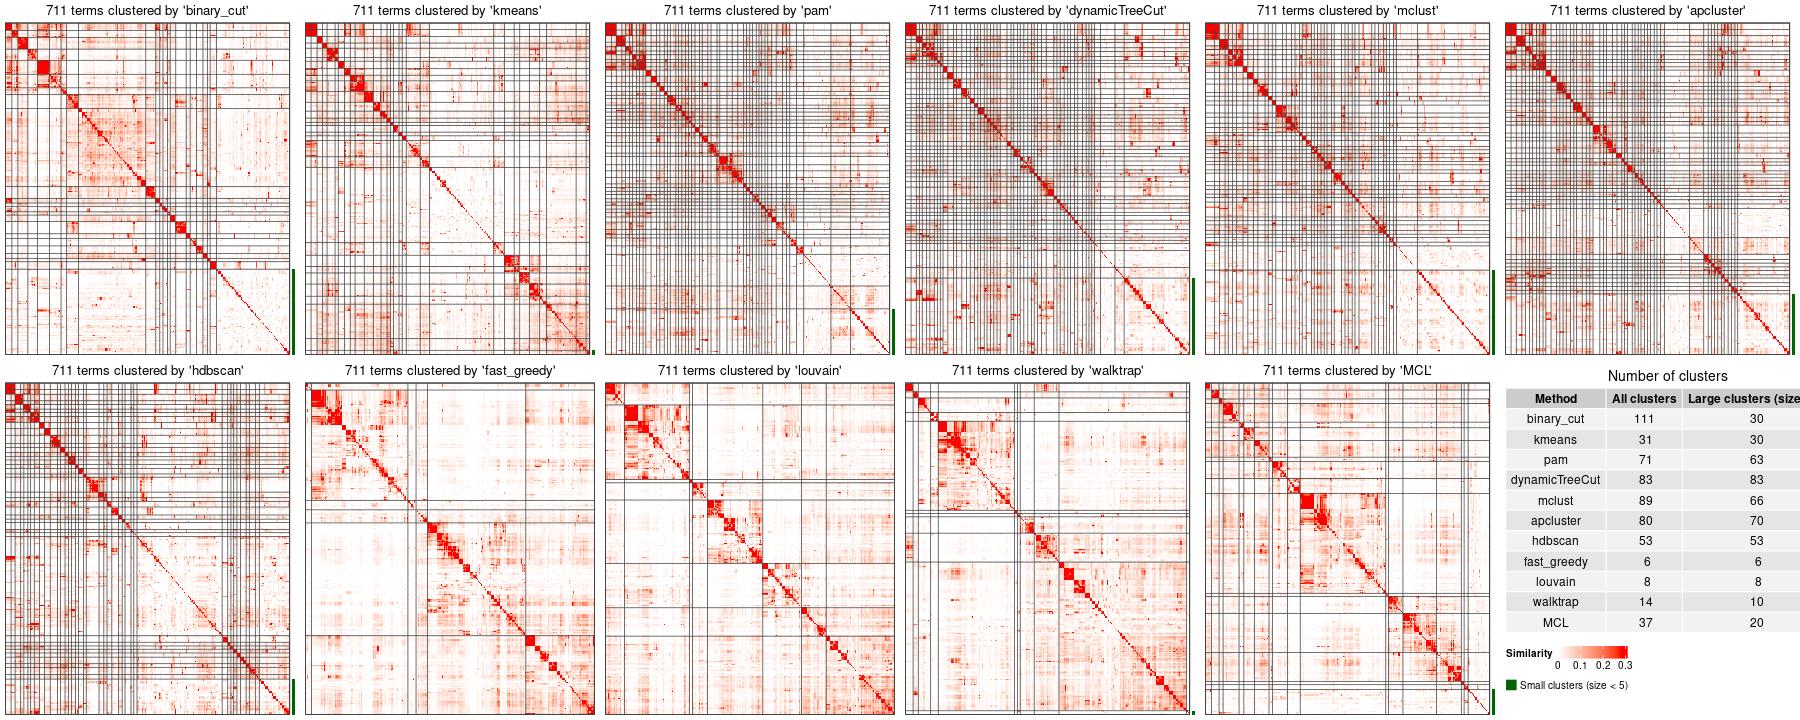 711 terms clustered by 'binary_cut'
711 terms clustered by 'kmeans'
711 terms clustered by 'pam'
711 terms clustered by 'dynamicTreeCut'
711 terms clustered by 'mclust'
711 terms clustered by 'apcluster'
711 terms clustered by 'hdbscan'
711 terms clustered by 'fast_greedy'
711 terms clustered by 'louvain'
711 terms clustered by 'walktrap'
711 terms clustered by 'MCL'
Number of clusters
Method All clusters Large clusters (size
binary_cut 111 30
kmeans 31 30
pam 71 63
dynamicTreeCut 83 83
mclust 89 66
apcluster 80 70
hdbscan 53 53
fast_greedy 6 6
louvain 8 8
walktrap 14 10
MCL 37 20
Similarity
0 0.1 0.2 0.3
Small clusters (size < 5)